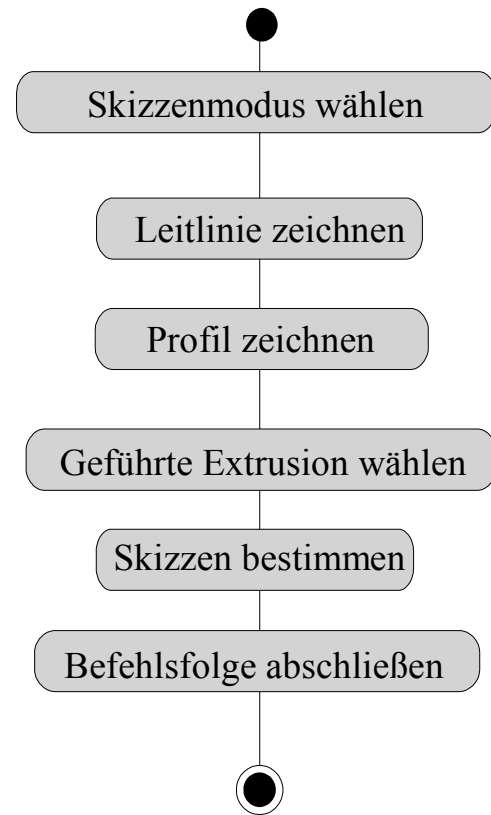 Skizzenmodus wählen
Leitlinie zeichnen
Profil zeichnen
Geführte Extrusion wählen
Skizzen bestimmen
Befehlsfolge abschließen